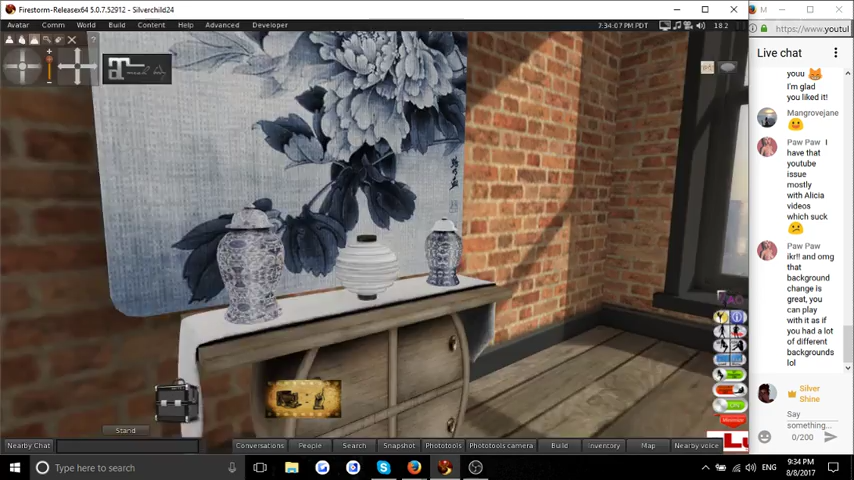 Firestorm-Releasex64 5.0.7.52912 - Silverchild24
Avatar Comm World Build Content Help Advanced Developer
7:34:07 PM PDT
18.2
Stand
Nearby Chat
Conversations People Search Snapshot Phototools Phototools camera Build Inventory Map Nearby voice
https://www.youtul
Live chat
youu
I'm glad
you liked it!
Mangrovejane
Paw Paw I
have that
youtube
issue
mostly
with Alicia
videos
which suck
Paw Paw
ikr!! and omg
that
background
change is
great, you
can play
with it as if
you had a lot
of different
backgrounds
lol
Silver
Shine
Say
something...
0/200
Type here to search
ENG
9:34 PM
8/8/2017